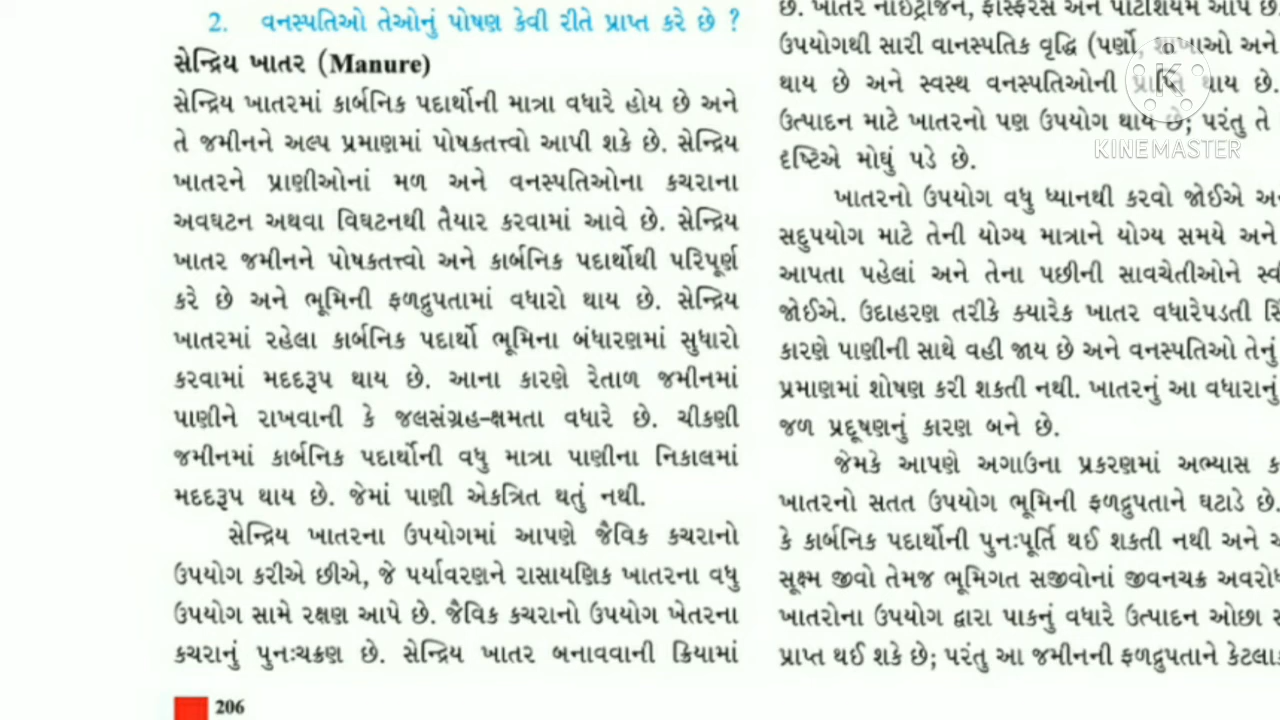 2. વનસ્પતિઓ તેઓનું પોષણ કેવી રીતે પ્રાપ્ત કરે છે ?
સેન્દ્રિય ખાતર (Manure)
સેન્દ્રિય ખાતરમાં કાર્બનિક પદાર્થોની માત્રા વધારે હોય છે અને
તે જમીનને અલ્પ પ્રમાણમાં પોષકતત્ત્વો આપી શકે છે. સેન્દ્રિય
ખાતરને પ્રાણીઓનાં મળ અને વનસ્પતિઓના કચરાના
અવઘટન અથવા વિઘટનથી તૈયાર કરવામાં આવે છે. સેન્દ્રિય
ખાતર જમીનને પોષકતત્ત્વો અને કાર્બનિક પદાર્થોથી પરિપૂર્ણ
કરે છે અને ભૂમિની ફળદ્રુપતામાં વધારો થાય છે. સેન્દ્રિય
ખાતરમાં રહેલા કાર્બનિક પદાર્થો ભૂમિના બંધારણમાં સુધારો
કરવામાં મદદરૂપ થાય છે. આના કારણે રેતાળ જમીનમાં
પાણીને રાખવાની કે જલસંગ્રહ-ક્ષમતા વધારે છે. ચીકણી
જમીનમાં કાર્બનિક પદાર્થોની વધુ માત્રા પાણીના નિકાલમાં
મદદરૂપ થાય છે. જેમાં પાણી એકત્રિત થતું નથી.
સેન્દ્રિય ખાતરના ઉપયોગમાં આપણે જૈવિક કચરાનો
ઉપયોગ કરીએ છીએ, જે પર્યાવરણને રાસાયણિક ખાતરના વધુ
ઉપયોગ સામે રક્ષણ આપે છે. જૈવિક કચરાનો ઉપયોગ ખેતરના
કચરાનું પુનઃચક્રણ છે. સેન્દ્રિય ખાતર બનાવવાની ક્રિયામાં
206
છે. ખાતર નાઇટ્રોજન, ફૉસ્ફરસ અને પોટૅશિયમ આપે છે.
ઉપયોગથી સારી વાનસ્પતિક વૃદ્ધિ (પર્ણો, શાખાઓ અને
થાય છે અને સ્વસ્થ વનસ્પતિઓની પ્રાપ્તિ થાય છે.
ઉત્પાદન માટે ખાતરનો પણ ઉપયોગ થાય છે; પરંતુ તે
દૃષ્ટિએ મોઘું પડે છે.
ખાતરનો ઉપયોગ વધુ ધ્યાનથી કરવો જોઈએ
સદુપયોગ માટે તેની યોગ્ય માત્રાને યોગ્ય સમયે અને
આપતા પહેલાં અને તેના પછીની સાવચેતીઓને
જોઈએ. ઉદાહરણ તરીકે ક્યારેક ખાતર વધારેપડતી
કારણે પાણીની સાથે વહી જાય છે અને વનસ્પતિઓ તેનું
પ્રમાણમાં શોષણ કરી શકતી નથી. ખાતરનું આ વધારાનું
જળ પ્રદૂષણનું કારણ બને છે.
જેમકે આપણે અગાઉના પ્રકરણમાં અભ્યાસ
ખાતરનો સતત ઉપયોગ ભૂમિની ફળદ્રુપતાને ઘટાડે છે.
કે કાર્બનિક પદાર્થોની પુનઃપૂર્તિ થઈ શકતી નથી અને
સૂક્ષ્મ જીવો તેમજ ભૂમિગત સજીવોનાં જીવનચક્ર
ખાતરોના ઉપયોગ દ્વારા પાકનું વધારે ઉત્પાદન ઓછા
પ્રાપ્ત થઈ શકે છે; પરંતુ આ જમીનની ફળદ્રુપતાને
KINEMASTER